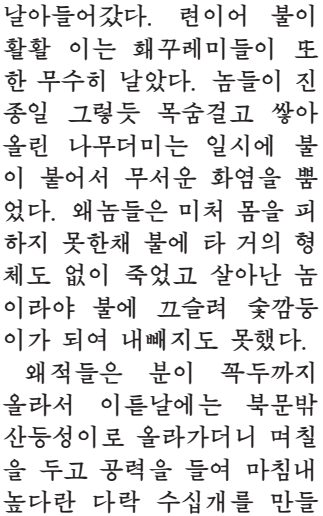 날아들어갔다. 련이어 불이
활활 이는 홰꾸레미들이 또
한 무수히 날았다. 놈들이 진
종일 그렇듯 목숨걸고 쌓아
올린 나무더미는 일시에 불
이 붙어서 무서운 화염을 뿜
었다. 왜놈들은 미처 몸을 피
하지 못한채 불에 타 거의 형
체도 없이 죽었고 살아난 놈
이라야 불에 끄슬려 숯깜둥
이가 되여 내빼지도 못했다.
왜적들은 분이 꼭두까지
올라서 이튿날에는 북문밖
산등성이로 올라가더니 며칠
을 두고 공력을 들여 마침내
높다란 다락 수십개를 만들